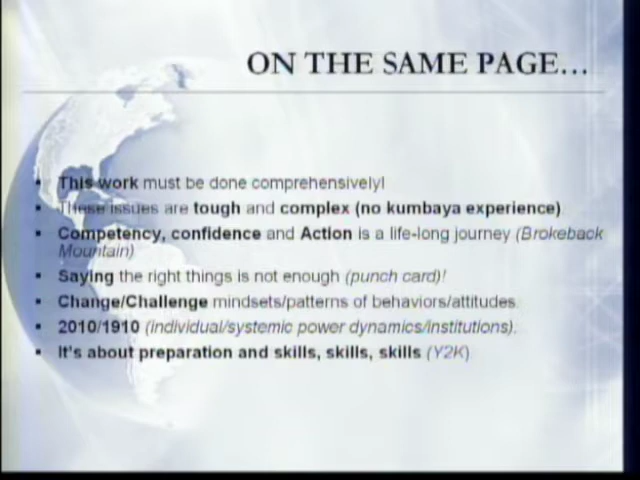 ON THE SAME PAGE...
▪ This work must be done comprehensively!
▪ These issues are tough and complex (no kumbaya experience).
▪ Competency, confidence and Action is a life-long journey (Brokeback
Mountain)
▪ Saying the right things is not enough (punch card)!
▪ Change/Challenge mindsets/patterns of behaviors/attitudes.
▪ 2010/1910 (individual/systemic power dynamics/institutions).
▪ It's about preparation and skills, skills, skills (Y2K).